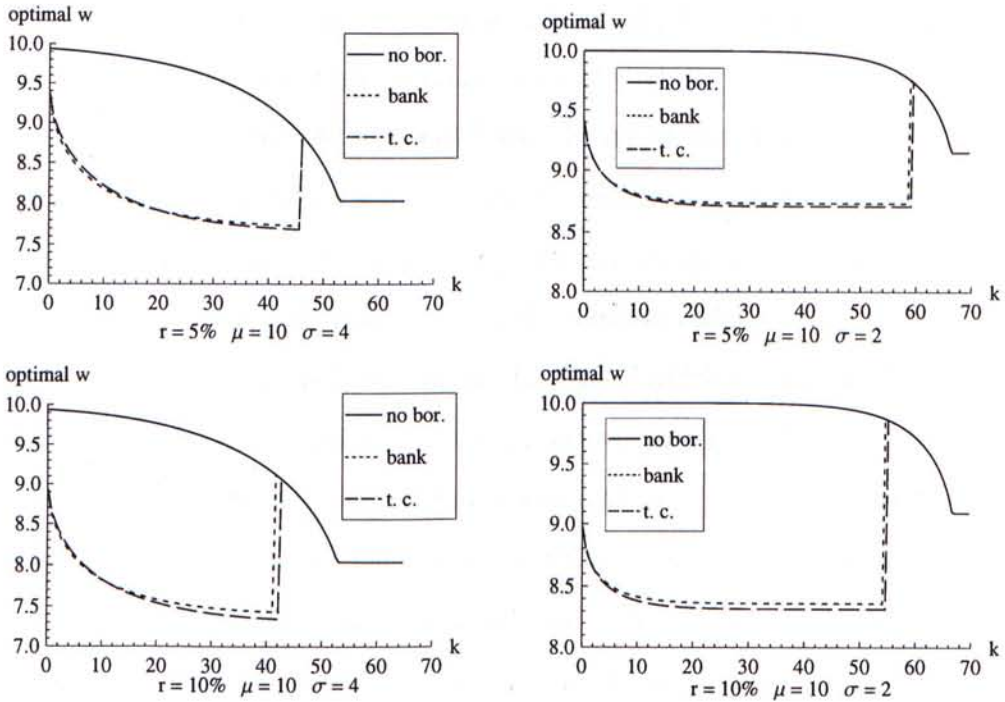 optimal w
10.0
9.5
9.0
8.5
8.0
7.5
7.0
0 10 20 30 40 50 60 70 k
no bor.
bank
t. c.
r = 5% μ = 10 σ = 4
optimal w
10.0
9.5
9.0
8.5
8.0
0 10 20 30 40 50 60 70 k
no bor.
bank
t. c.
r = 5% μ = 10 σ = 2
optimal w
10.0
9.5
9.0
8.5
8.0
7.5
7.0
0 10 20 30 40 50 60 70 k
no bor.
bank
t. c.
r = 10% μ = 10 σ = 4
optimal w
10.0
9.5
9.0
8.5
8.0
0 10 20 30 40 50 60 70 k
no bor.
bank
t. c.
r = 10% μ = 10 σ = 2